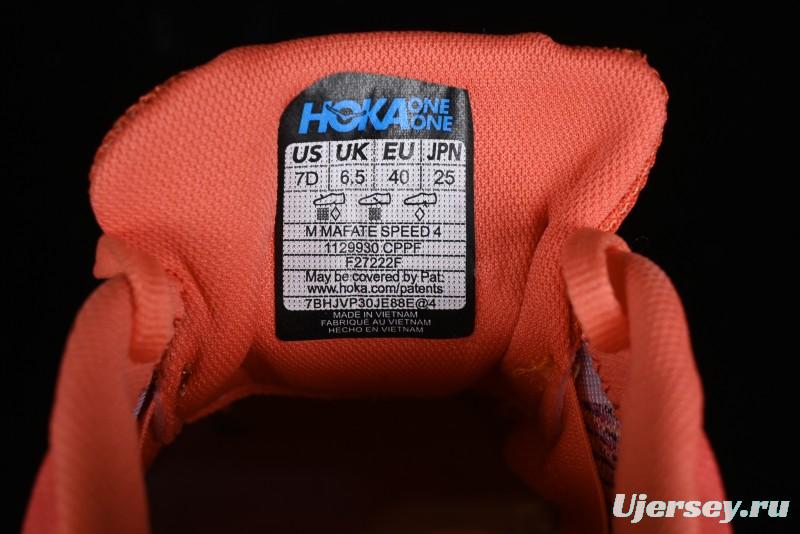 HOKA ONE ONE
US UK EU JPN
7D 6.5 40 25
M MAFATE SPEED 4
1129930 CPPF
F27222F
May be covered by Pat.
www.hoka.com/patents
7BHJVP30JE88E@4
MADE IN VIETNAM
FABRIQUÉ AU VIETNAM
HECHO EN VIETNAM
Ujersey.ru